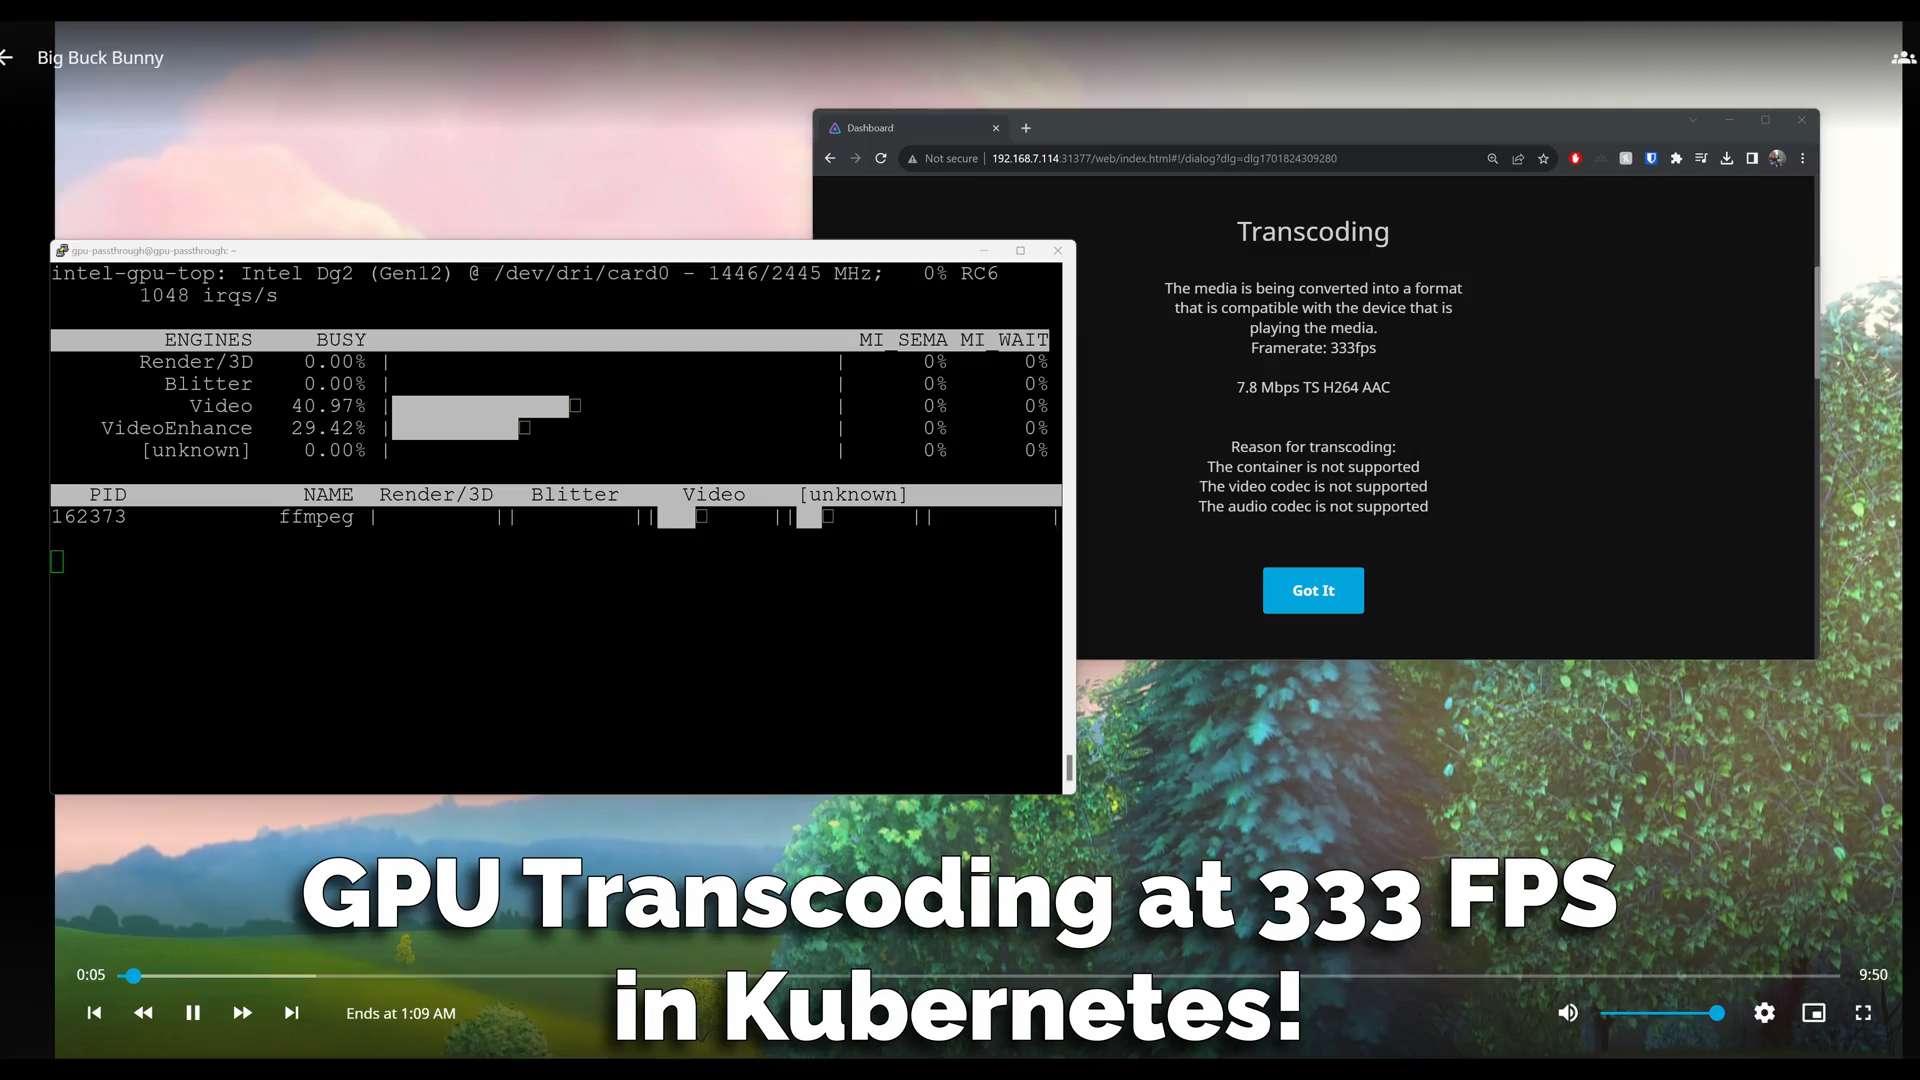 Big Buck Bunny
Dashboard
Not secure
192.168.7.114:31377/web/index.html#!/dialog?dlg=dlg1701824309280
Transcoding
The media is being converted into a format
that is compatible with the device that is
playing the media.
Framerate: 333fps
7.8 Mbps TS H264 AAC
Reason for transcoding:
The container is not supported
The video codec is not supported
The audio codec is not supported
Got It
gpu-passthrough@gpu-passthrough: ~
intel-gpu-top: Intel Dg2 (Gen12) @ /dev/dri/card0 - 1446/2445 MHz; 0% RC6
1048 irqs/s
ENGINES BUSY MI_SEMA MI_WAIT
Render/3D 0.00% | | 0% 0%
Blitter 0.00% | | 0% 0%
Video 40.97% | | 0% 0%
VideoEnhance 29.42% | | 0% 0%
[unknown] 0.00% | | 0% 0%
PID NAME Render/3D Blitter Video [unknown]
162373 ffmpeg | || || || || |
GPU Transcoding at 333 FPS
in Kubernetes!
0:05
9:50
Ends at 1:09 AM